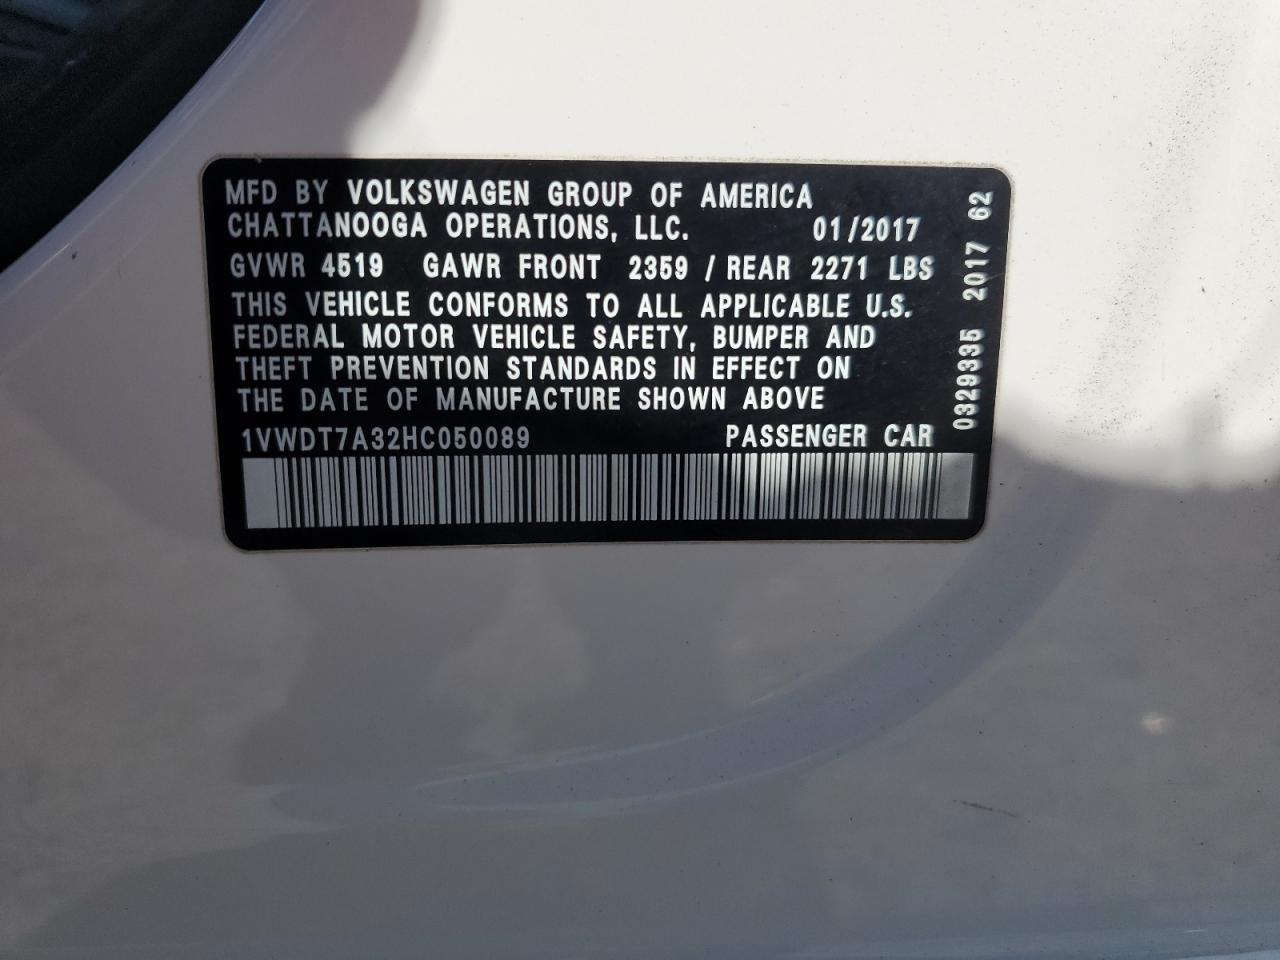 MFD BY VOLKSWAGEN GROUP OF AMERICA
CHATTANOOGA OPERATIONS, LLC. 01/2017
GVWR 4519 GAWR FRONT 2359 / REAR 2271 LBS
THIS VEHICLE CONFORMS TO ALL APPLICABLE U.S.
FEDERAL MOTOR VEHICLE SAFETY, BUMPER AND
THEFT PREVENTION STANDARDS IN EFFECT ON
THE DATE OF MANUFACTURE SHOWN ABOVE
1VWDT7A32HC050089 PASSENGER CAR
0329335 2017 62